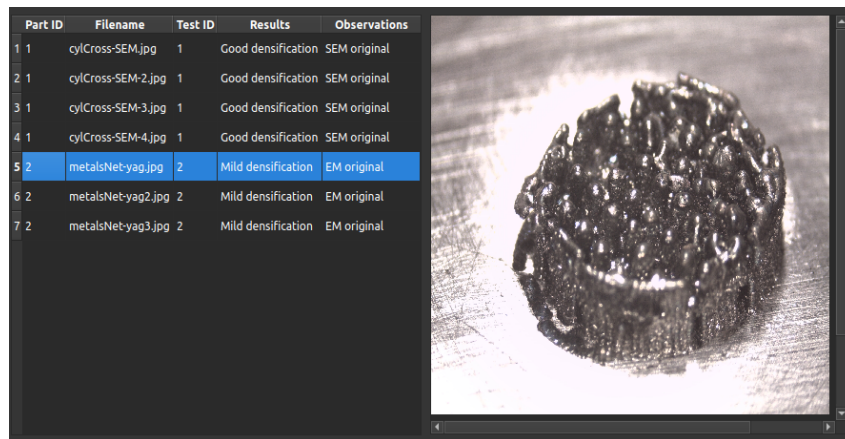 Part ID Filename Test ID Results Observations
1 1 cylCross-SEM.jpg 1 Good densification SEM original
2 1 cylCross-SEM-2.jpg 1 Good densification SEM original
3 1 cylCross-SEM-3.jpg 1 Good densification SEM original
4 1 cylCross-SEM-4.jpg 1 Good densification SEM original
5 2 metalsNet-yag.jpg 2 Mild densification EM original
6 2 metalsNet-yag2.jpg 2 Mild densification EM original
7 2 metalsNet-yag3.jpg 2 Mild densification EM original